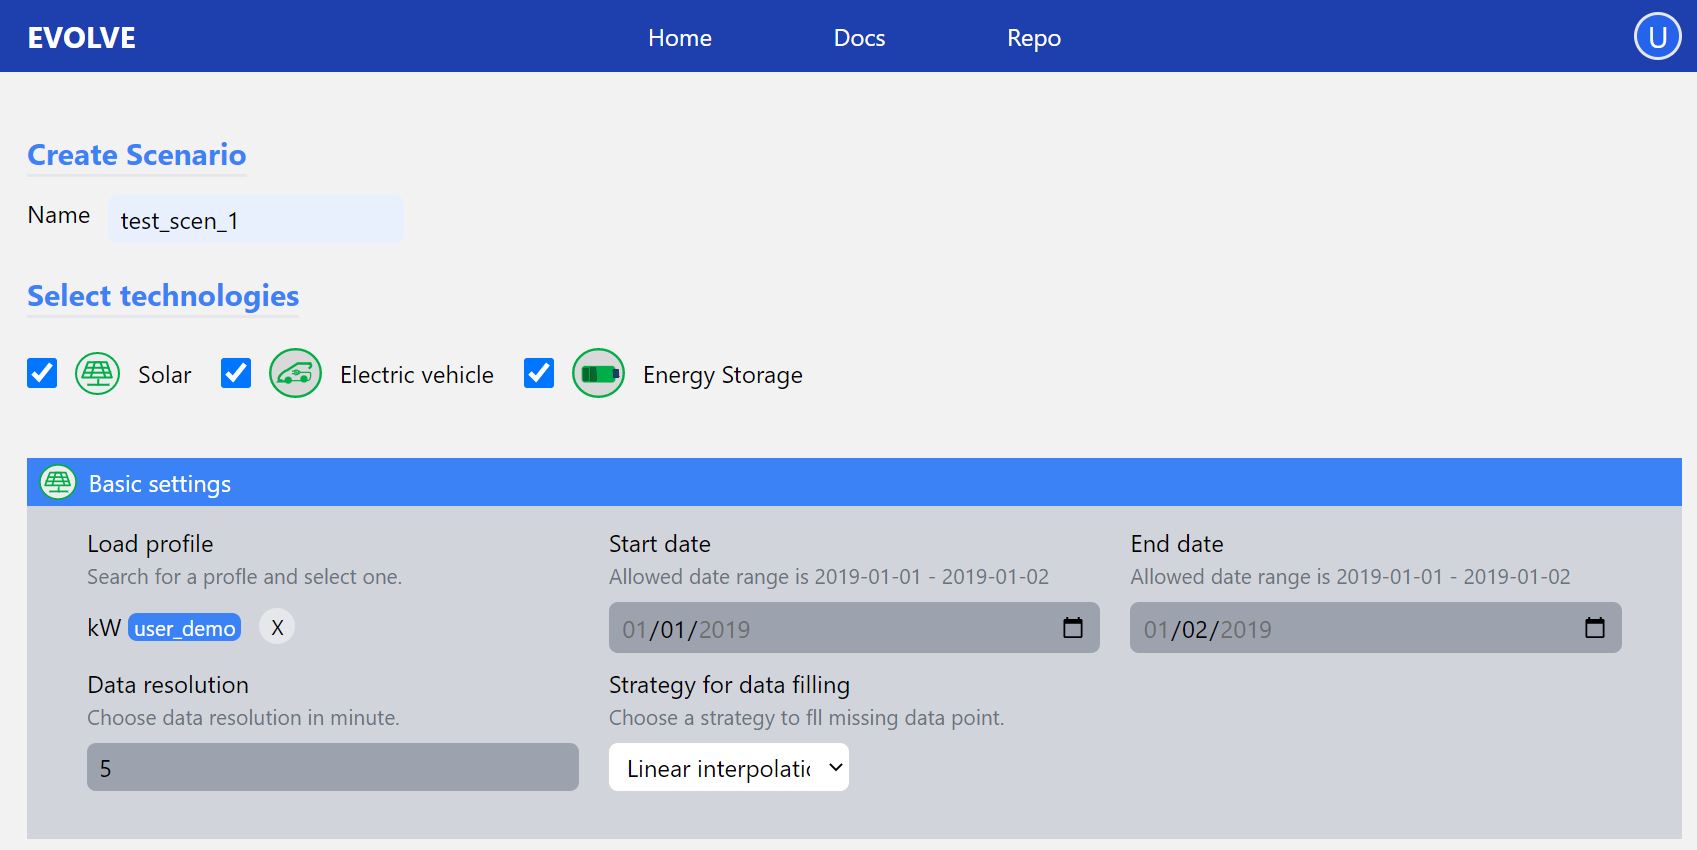 EVOLVE Home Docs Repo U
Create Scenario
Name test_scen_1
Select technologies
Solar Electric vehicle Energy Storage
Basic settings
Load profile Start date End date
Search for a profle and select one. Allowed date range is 2019-01-01 - 2019-01-02 Allowed date range is 2019-01-01 - 2019-01-02
kW user_demo X 01/01/2019 01/02/2019
Data resolution Strategy for data filling
Choose data resolution in minute. Choose a strategy to fll missing data point.
5 Linear interpolatic